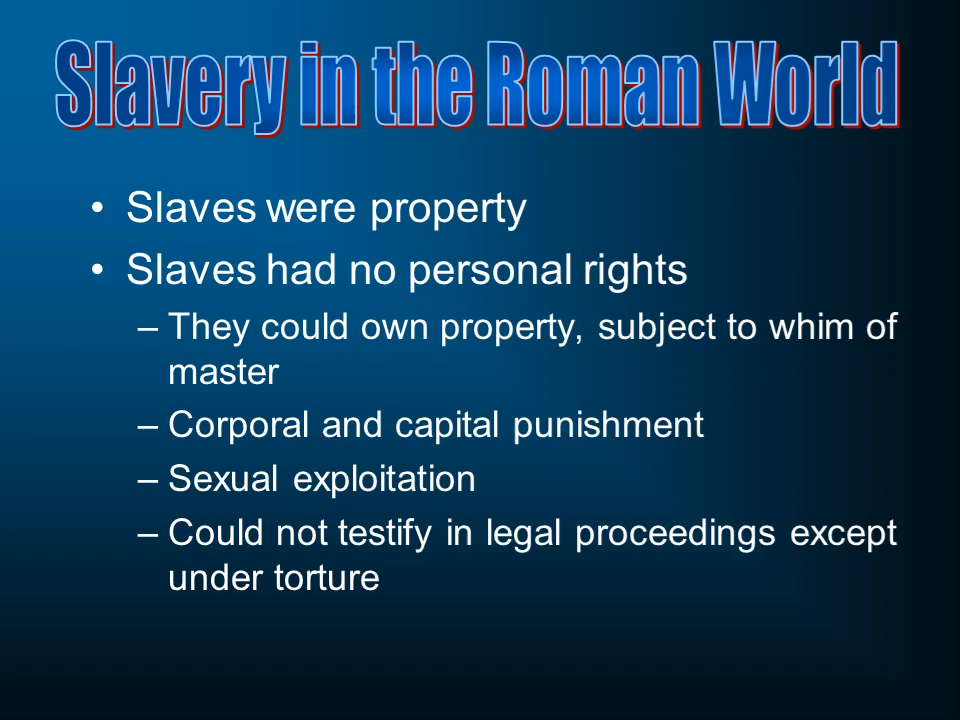 Slavery in the Roman World
• Slaves were property
• Slaves had no personal rights
– They could own property, subject to whim of
master
– Corporal and capital punishment
– Sexual exploitation
– Could not testify in legal proceedings except
under torture